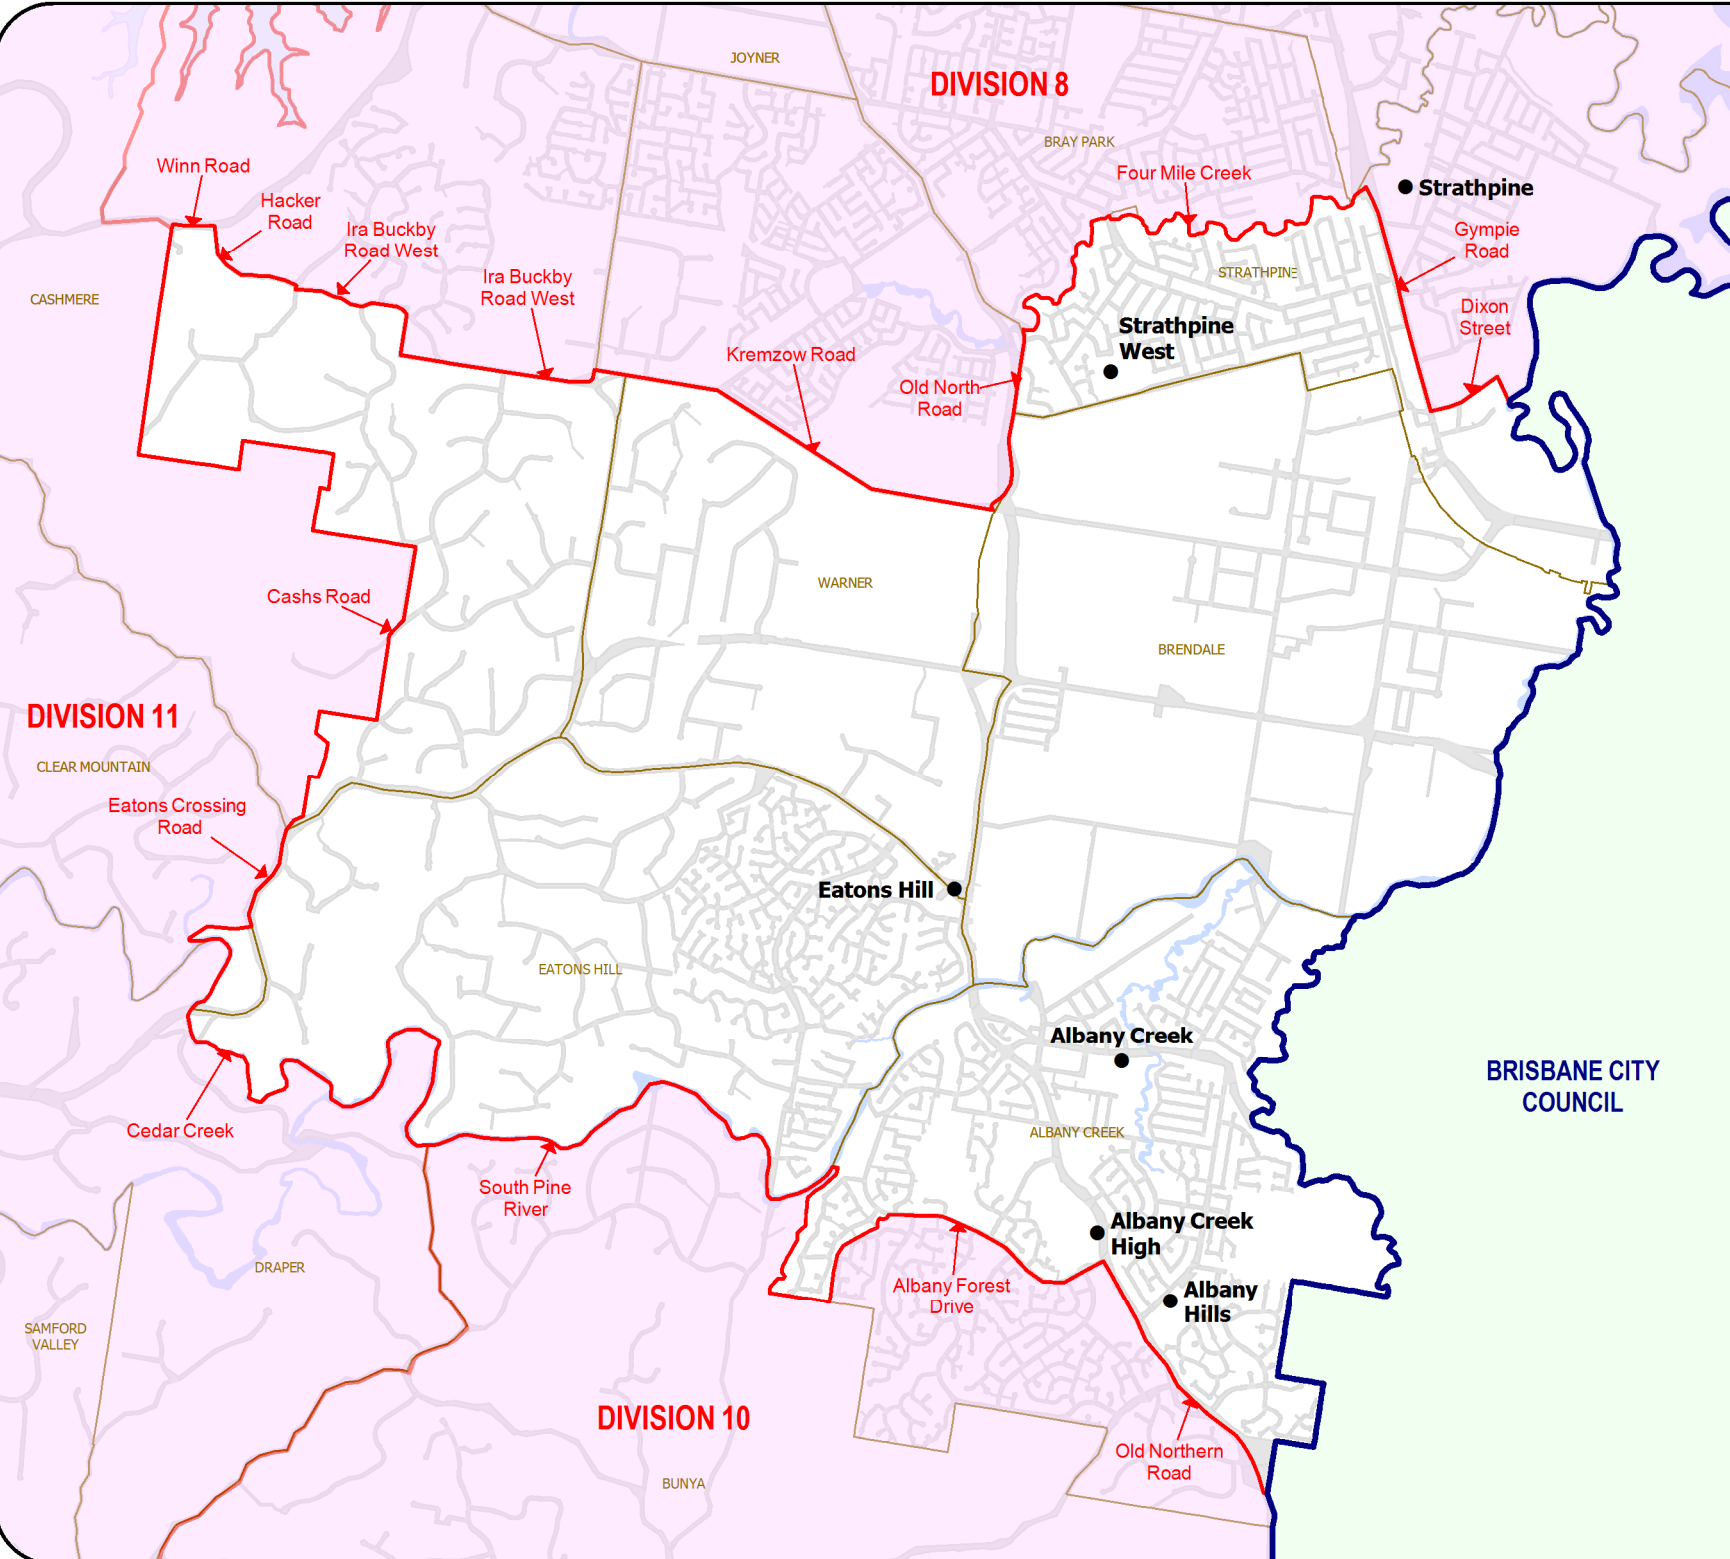 JOYNER
DIVISION 8
BRAY PARK
Winn Road
Four Mile Creek
Strathpine
Hacker
Road
Ira Buckby
Road West
Gympie
Road
CASHMERE
Ira Buckby
Road West
STRATHPINE
Dixon
Street
Strathpine
West
Kremzow Road
Old North
Road
WARNER
Cashs Road
BRENDALE
DIVISION 11
CLEAR MOUNTAIN
Eatons Crossing
Road
Eatons Hill
EATONS HILL
Albany Creek
BRISBANE CITY
COUNCIL
Cedar Creek
ALBANY CREEK
South Pine
River
Albany Creek
High
DRAPER
Albany Forest
Drive
Albany
Hills
SAMFORD
VALLEY
DIVISION 10
Old Northern
Road
BUNYA